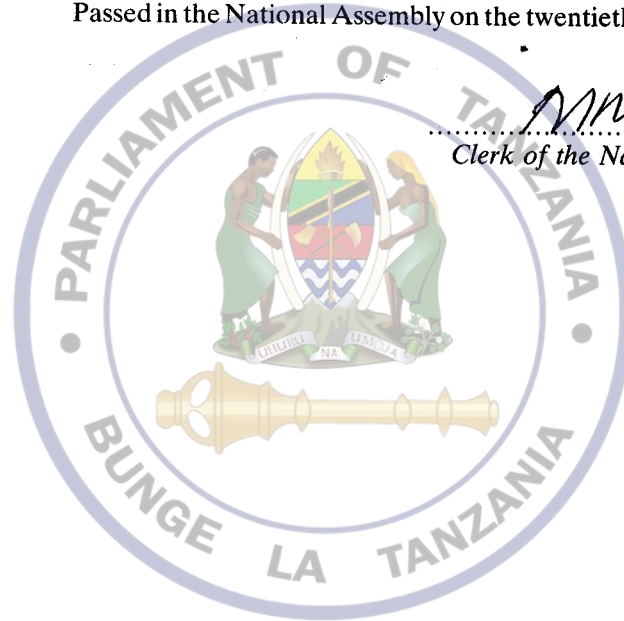 Passed in the National Assembly on the twentieth
Clerk of the Na
PARLIAMENT OF TANZANIA
UHURU NA UMOJA
BUNGE LA TANZANIA